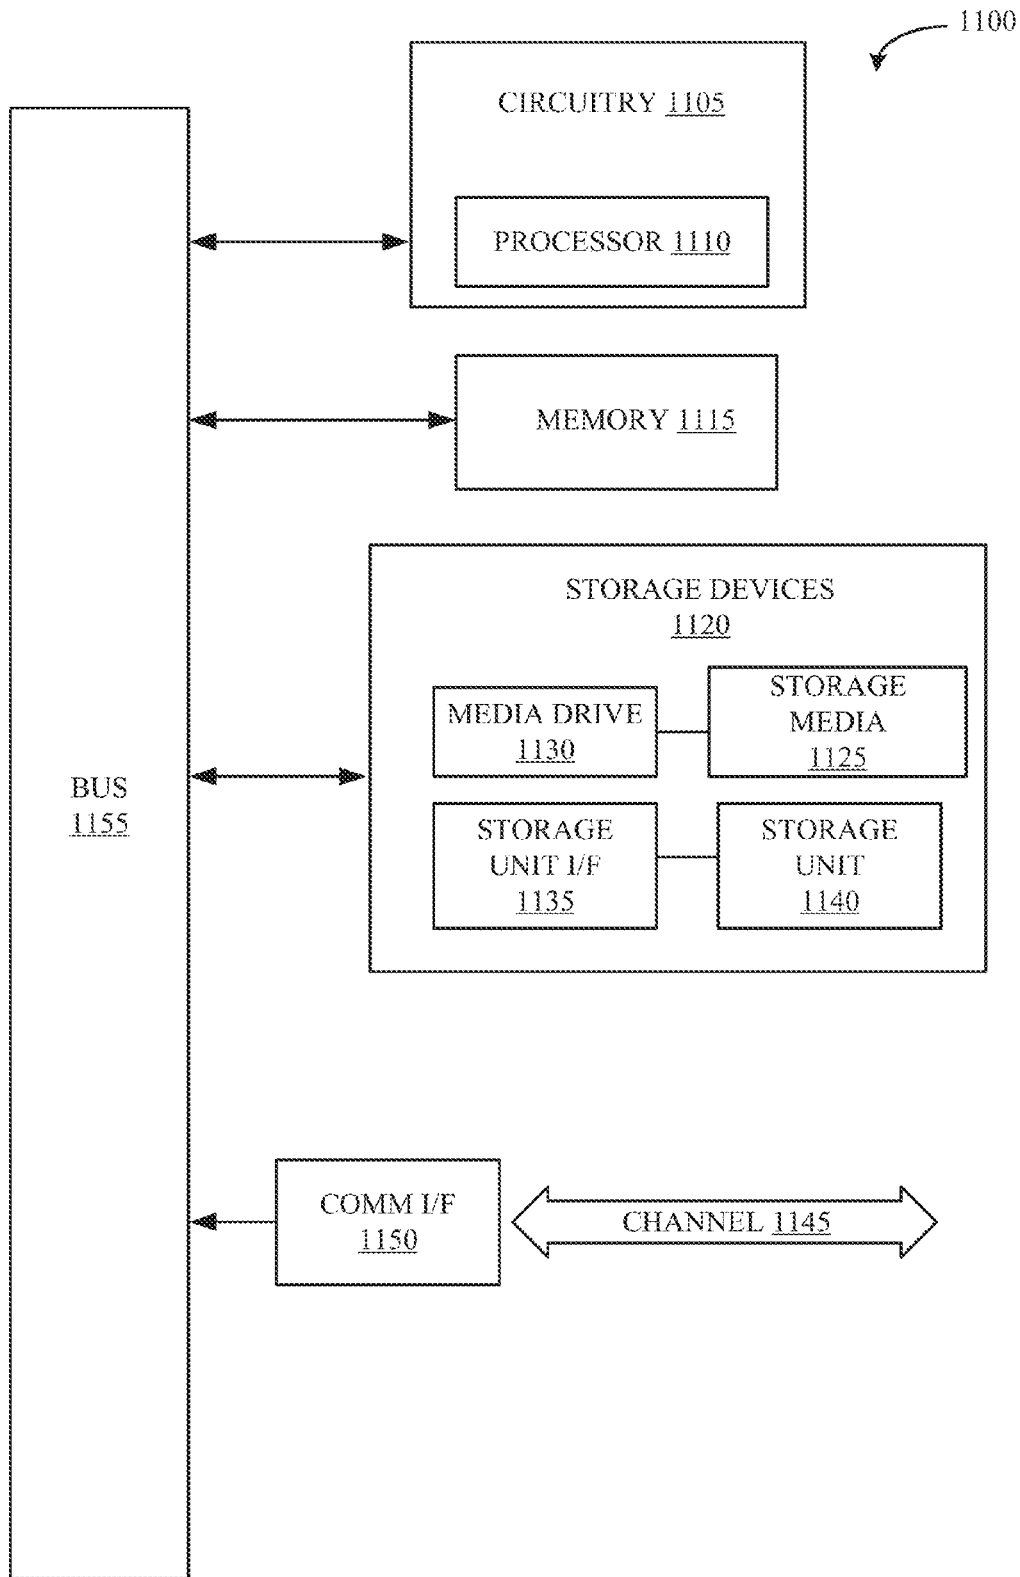 1100
CIRCUITRY 1105
PROCESSOR 1110
MEMORY 1115
STORAGE DEVICES
1120
MEDIA DRIVE
1130
STORAGE
MEDIA
1125
STORAGE
UNIT I/F
1135
STORAGE
UNIT
1140
BUS
1155
COMM I/F
1150
CHANNEL 1145